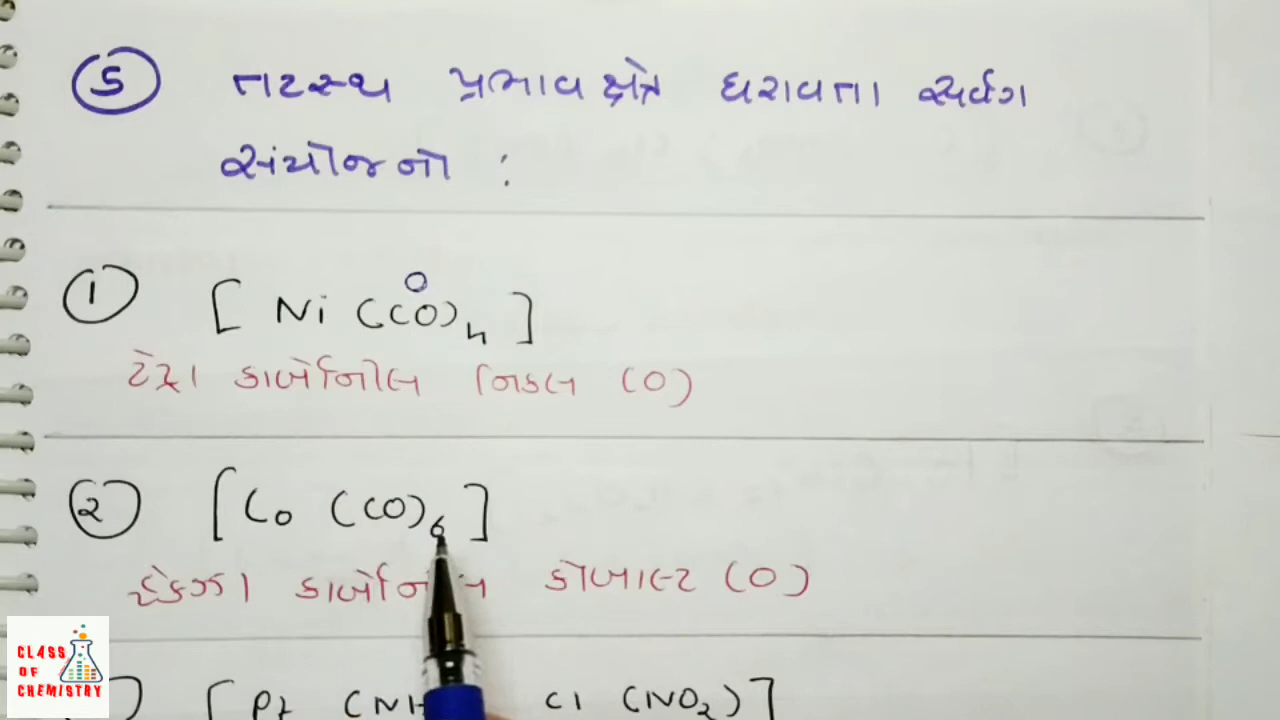 5 તટસ્થ પ્રભાવક્ષેત્ર ધરાવતા સવર્ગ
સંયોજનો :
1 [ Ni (CO)4 ]
0
ટેટ્રા કાર્બોનિલ નિકલ (0)
2 [ Co (CO)6 ]
હેક્ઝા કોબાલ્ટ (0)
[ Pt Cl (NO2) ]
CLASS
OF
CHEMISTRY